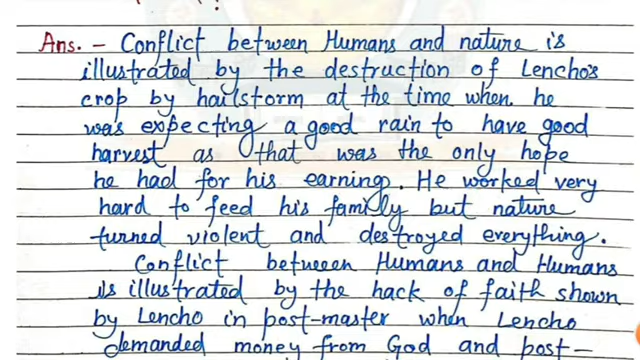 Ans. - Conflict between Humans and nature is
illustrated by the destruction of Lencho's
crop by hailstorm at the time when he
was expecting a good rain to have good
harvest as that was the only hope
he had for his earning. He worked very
hard to feed his family but nature
turned violent and destroyed everything.
Conflict between Humans and Humans
is illustrated by the hack of faith shown
by Lencho in post-master when Lencho
demanded money from God and post-